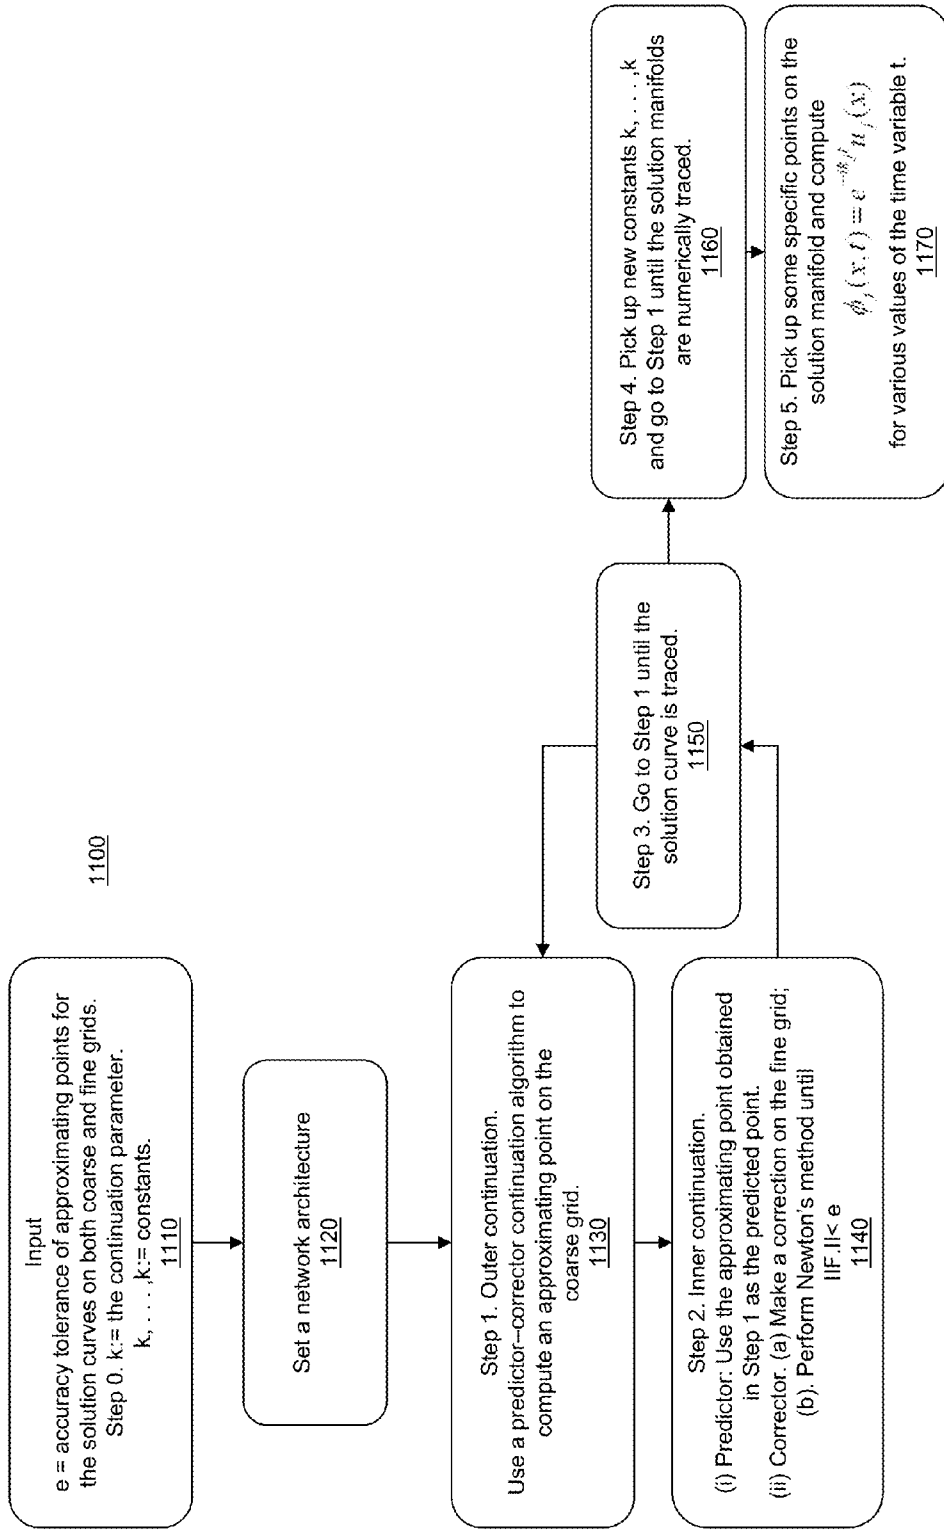 1100
Input
e = accuracy tolerance of approximating points for
the solution curves on both coarse and fine grids.
Step 0. k:= the continuation parameter.
k, . . . ,k:= constants.
1110
Set a network architecture
1120
Step 1. Outer continuation.
Use a predictor–corrector continuation algorithm to
compute an approximating point on the
coarse grid.
1130
Step 2. Inner continuation.
(i) Predictor: Use the approximating point obtained
in Step 1 as the predicted point.
(ii) Corrector. (a) Make a correction on the fine grid;
(b). Perform Newton's method until
IIF.II< e
1140
Step 3. Go to Step 1 until the
solution curve is traced.
1150
Step 4. Pick up new constants k, . . . ,k
and go to Step 1 until the solution manifolds
are numerically traced.
1160
Step 5. Pick up some specific points on the
solution manifold and compute
for various values of the time variable t.
1170